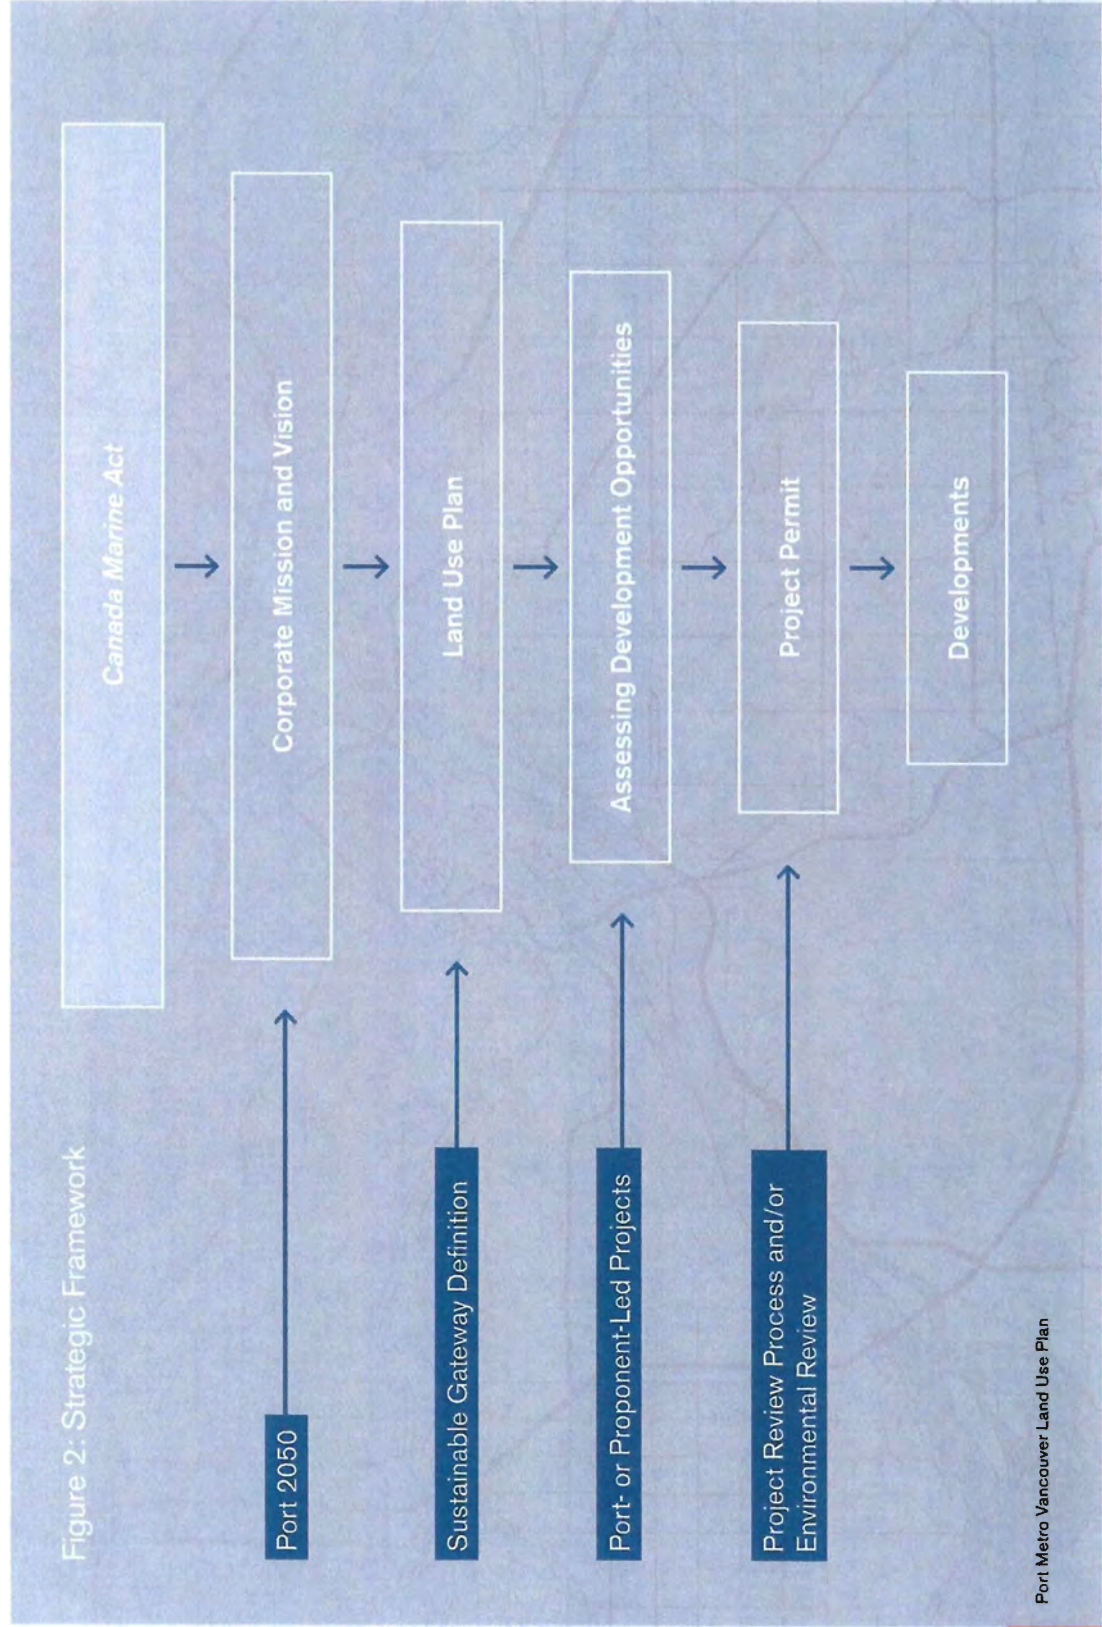 Figure 2: Strategic Framework
Canada Marine Act
Port 2050
Corporate Mission and Vision
Sustainable Gateway Definition
Land Use Plan
Port- or Proponent-Led Projects
Assessing Development Opportunities
Project Review Process and/or
Environmental Review
Project Permit
Developments
Port Metro Vancouver Land Use Plan